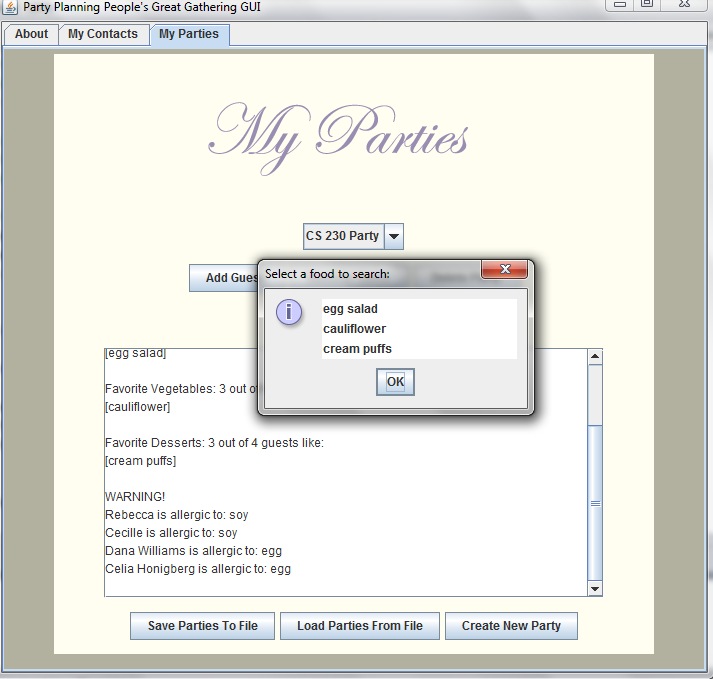 Party Planning People's Great Gathering GUI
About My Contacts My Parties
My Parties
CS 230 Party
Add
Select a food to search:
egg salad
cauliflower
cream puffs
OK
[egg salad]
Favorite Vegetables: 3 out of
[cauliflower]
Favorite Desserts: 3 out of 4 guests like:
[cream puffs]
WARNING!
Rebecca is allergic to: soy
Cecille is allergic to: soy
Dana Williams is allergic to: egg
Celia Honigberg is allergic to: egg
Save Parties To File Load Parties From File Create New Party